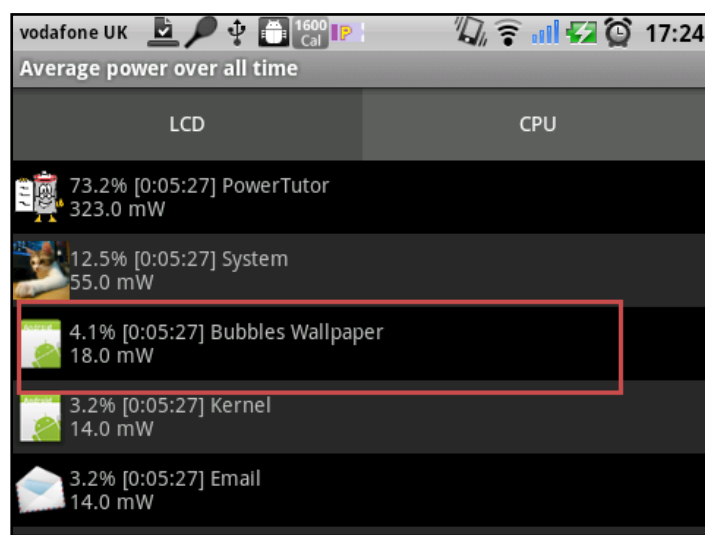 vodafone UK 1600 Cal IP 17:24
Average power over all time
LCD CPU
73.2% [0:05:27] PowerTutor
323.0 mW
12.5% [0:05:27] System
55.0 mW
4.1% [0:05:27] Bubbles Wallpaper
18.0 mW
3.2% [0:05:27] Kernel
14.0 mW
3.2% [0:05:27] Email
14.0 mW